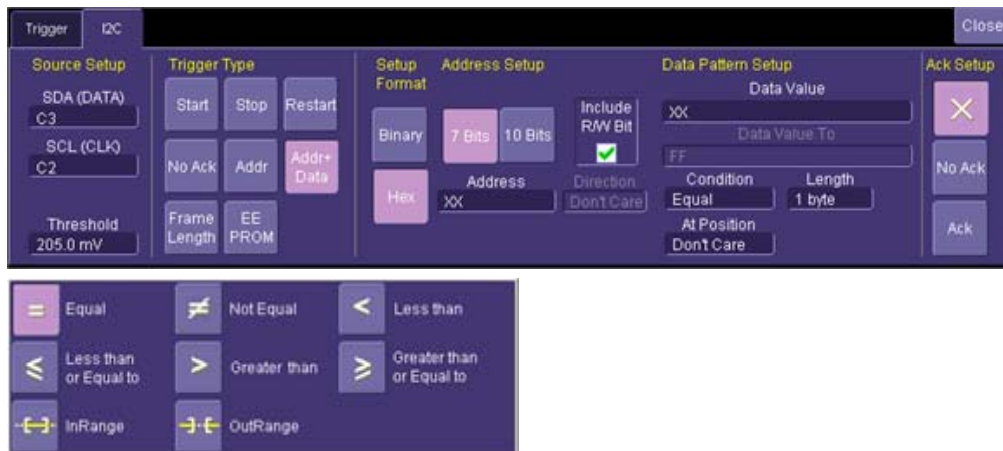 Trigger
I2C
Close
Source Setup
SDA (DATA)
C3
SCL (CLK)
C2
Threshold
205.0 mV
Trigger Type
Start
Stop
Restart
No Ack
Addr
Addr+
Data
Frame
Length
EE
PROM
Setup
Format
Binary
Hex
Address Setup
7 Bits
10 Bits
Include
R/W Bit
Address
XX
Direction
Don't Care
Data Pattern Setup
Data Value
XX
Data Value To
FF
Condition
Equal
Length
1 byte
At Position
Don't Care
Ack Setup
X
No Ack
Ack
= Equal
≠ Not Equal
< Less than
≤ Less than
or Equal to
> Greater than
≥ Greater than
or Equal to
InRange
OutRange